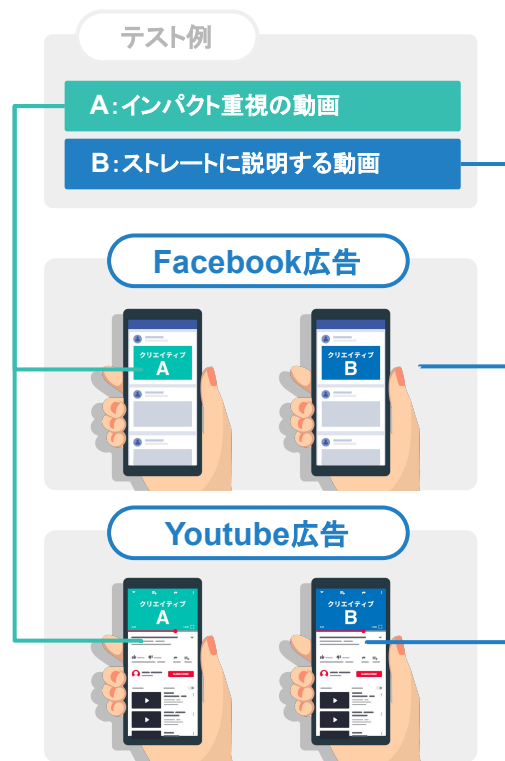 テスト例
A:インパクト重視の動画
B:ストレートに説明する動画
Facebook広告
クリエイティブ
A
クリエイティブ
B
Youtube広告
クリエイティブ
A
クリエイティブ
B